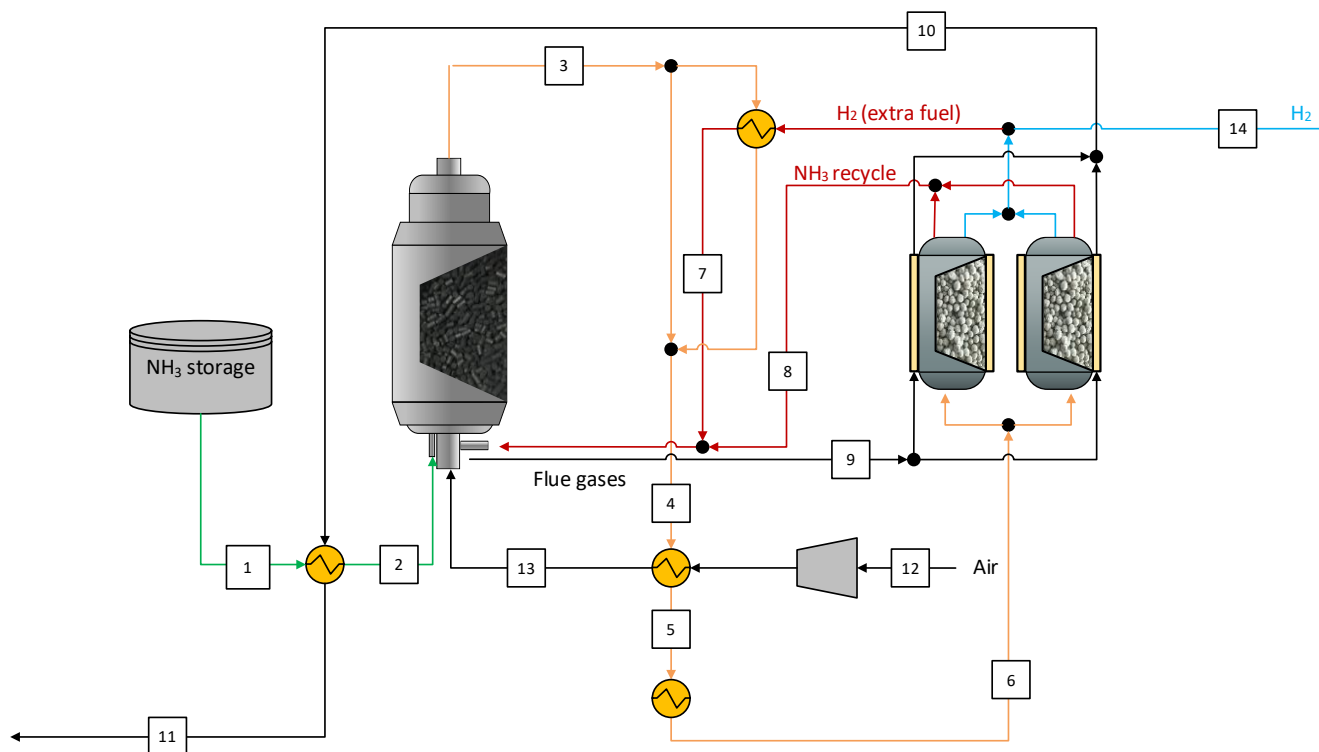 10
3
H₂ (extra fuel)
14
H₂
NH₃ recycle
7
NH₃ storage
8
9
Flue gases
4
1
2
13
12
Air
5
6
11